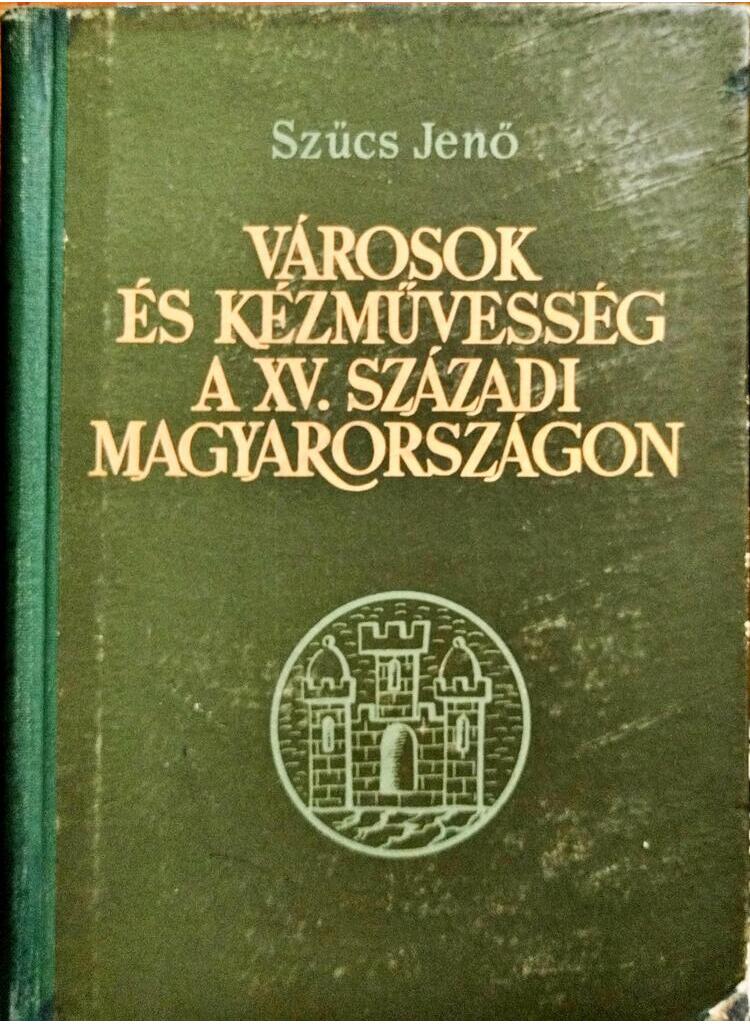 Szűcs Jenő
VÁROSOK
ÉS KÉZMŰVESSÉG
A XV. SZÁZADI
MAGYARORSZÁGON